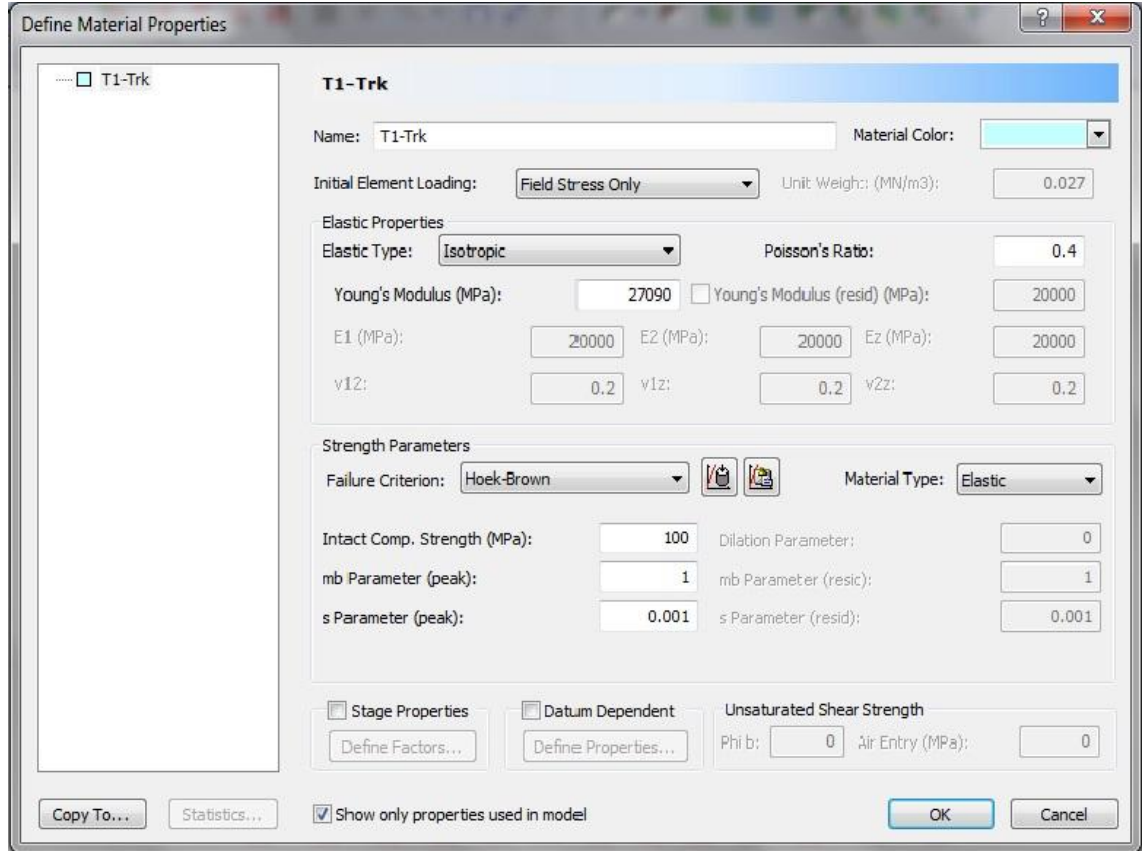 Define Material Properties
T1-Trk
T1-Trk
Name: T1-Trk Material Color:
Initial Element Loading: Field Stress Only Unit Weigh:: (MN/m3): 0.027
Elastic Properties
Elastic Type: Isotropic Poisson's Ratio: 0.4
Young's Modulus (MPa): 27090 Young's Modulus (resid) (MPa): 20000
E1 (MPa): 20000 E2 (MPa): 20000 Ez (MPa): 20000
v12: 0.2 v1z: 0.2 v2z: 0.2
Strength Parameters
Failure Criterion: Hoek-Brown Material Type: Elastic
Intact Comp. Strength (MPa): 100 Dilation Parameter: 0
mb Parameter (peak): 1 mb Parameter (resic): 1
s Parameter (peak): 0.001 s Parameter (resid): 0.001
Stage Properties Datum Dependent Unsaturated Shear Strength
Define Factors... Define Properties... Phi b: 0 Air Entry (MPa): 0
Copy To... Statistics... Show only properties used in model OK Cancel